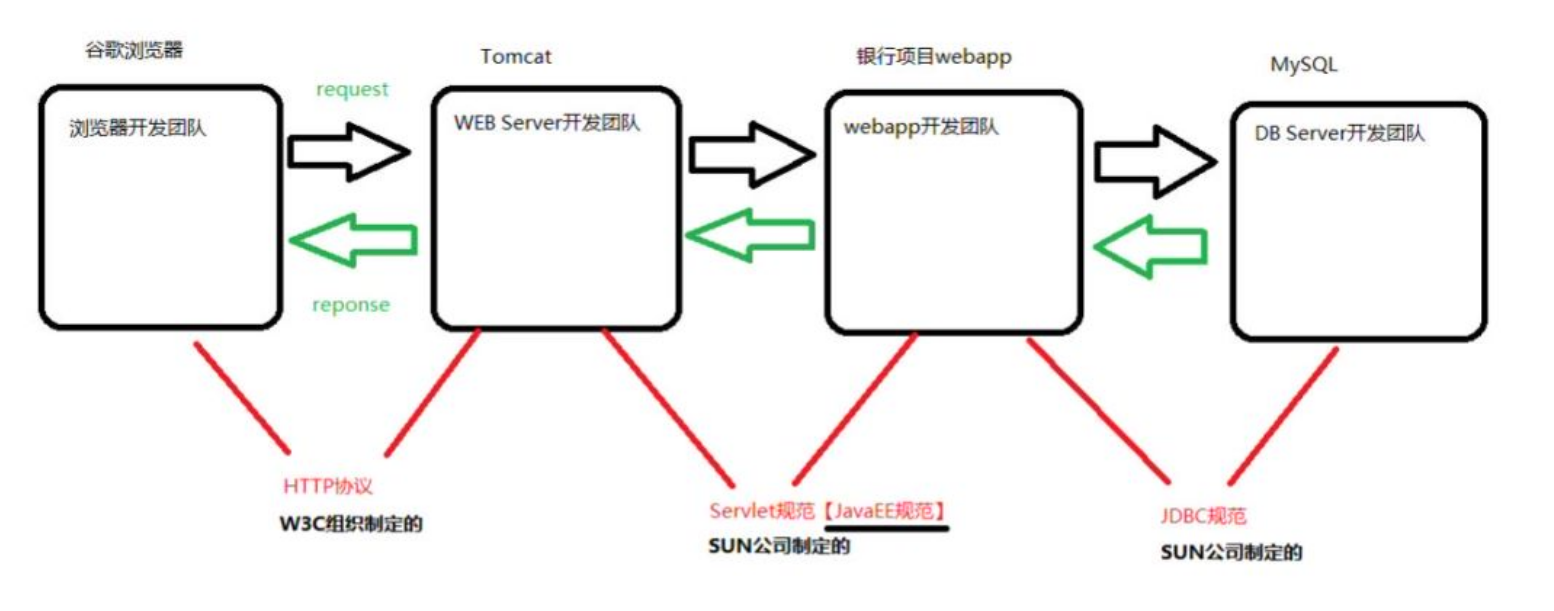 谷歌浏览器
Tomcat
银行项目webapp
MySQL
request
浏览器开发团队
WEB Server开发团队
webapp开发团队
DB Server开发团队
reponse
HTTP协议
W3C组织制定的
Servlet规范【JavaEE规范】
SUN公司制定的
JDBC规范
SUN公司制定的